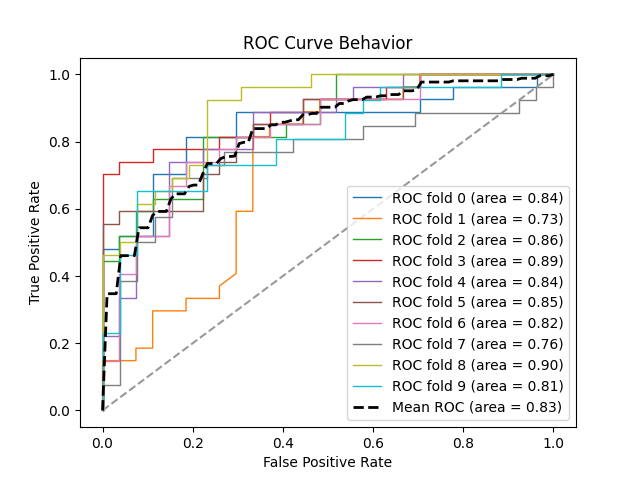 ROC Curve Behavior
True Positive Rate
1.0
0.8
0.6
0.4
0.2
0.0
ROC fold 0 (area = 0.84)
ROC fold 1 (area = 0.73)
ROC fold 2 (area = 0.86)
ROC fold 3 (area = 0.89)
ROC fold 4 (area = 0.84)
ROC fold 5 (area = 0.85)
ROC fold 6 (area = 0.82)
ROC fold 7 (area = 0.76)
ROC fold 8 (area = 0.90)
ROC fold 9 (area = 0.81)
Mean ROC (area = 0.83)
0.0 0.2 0.4 0.6 0.8 1.0
False Positive Rate